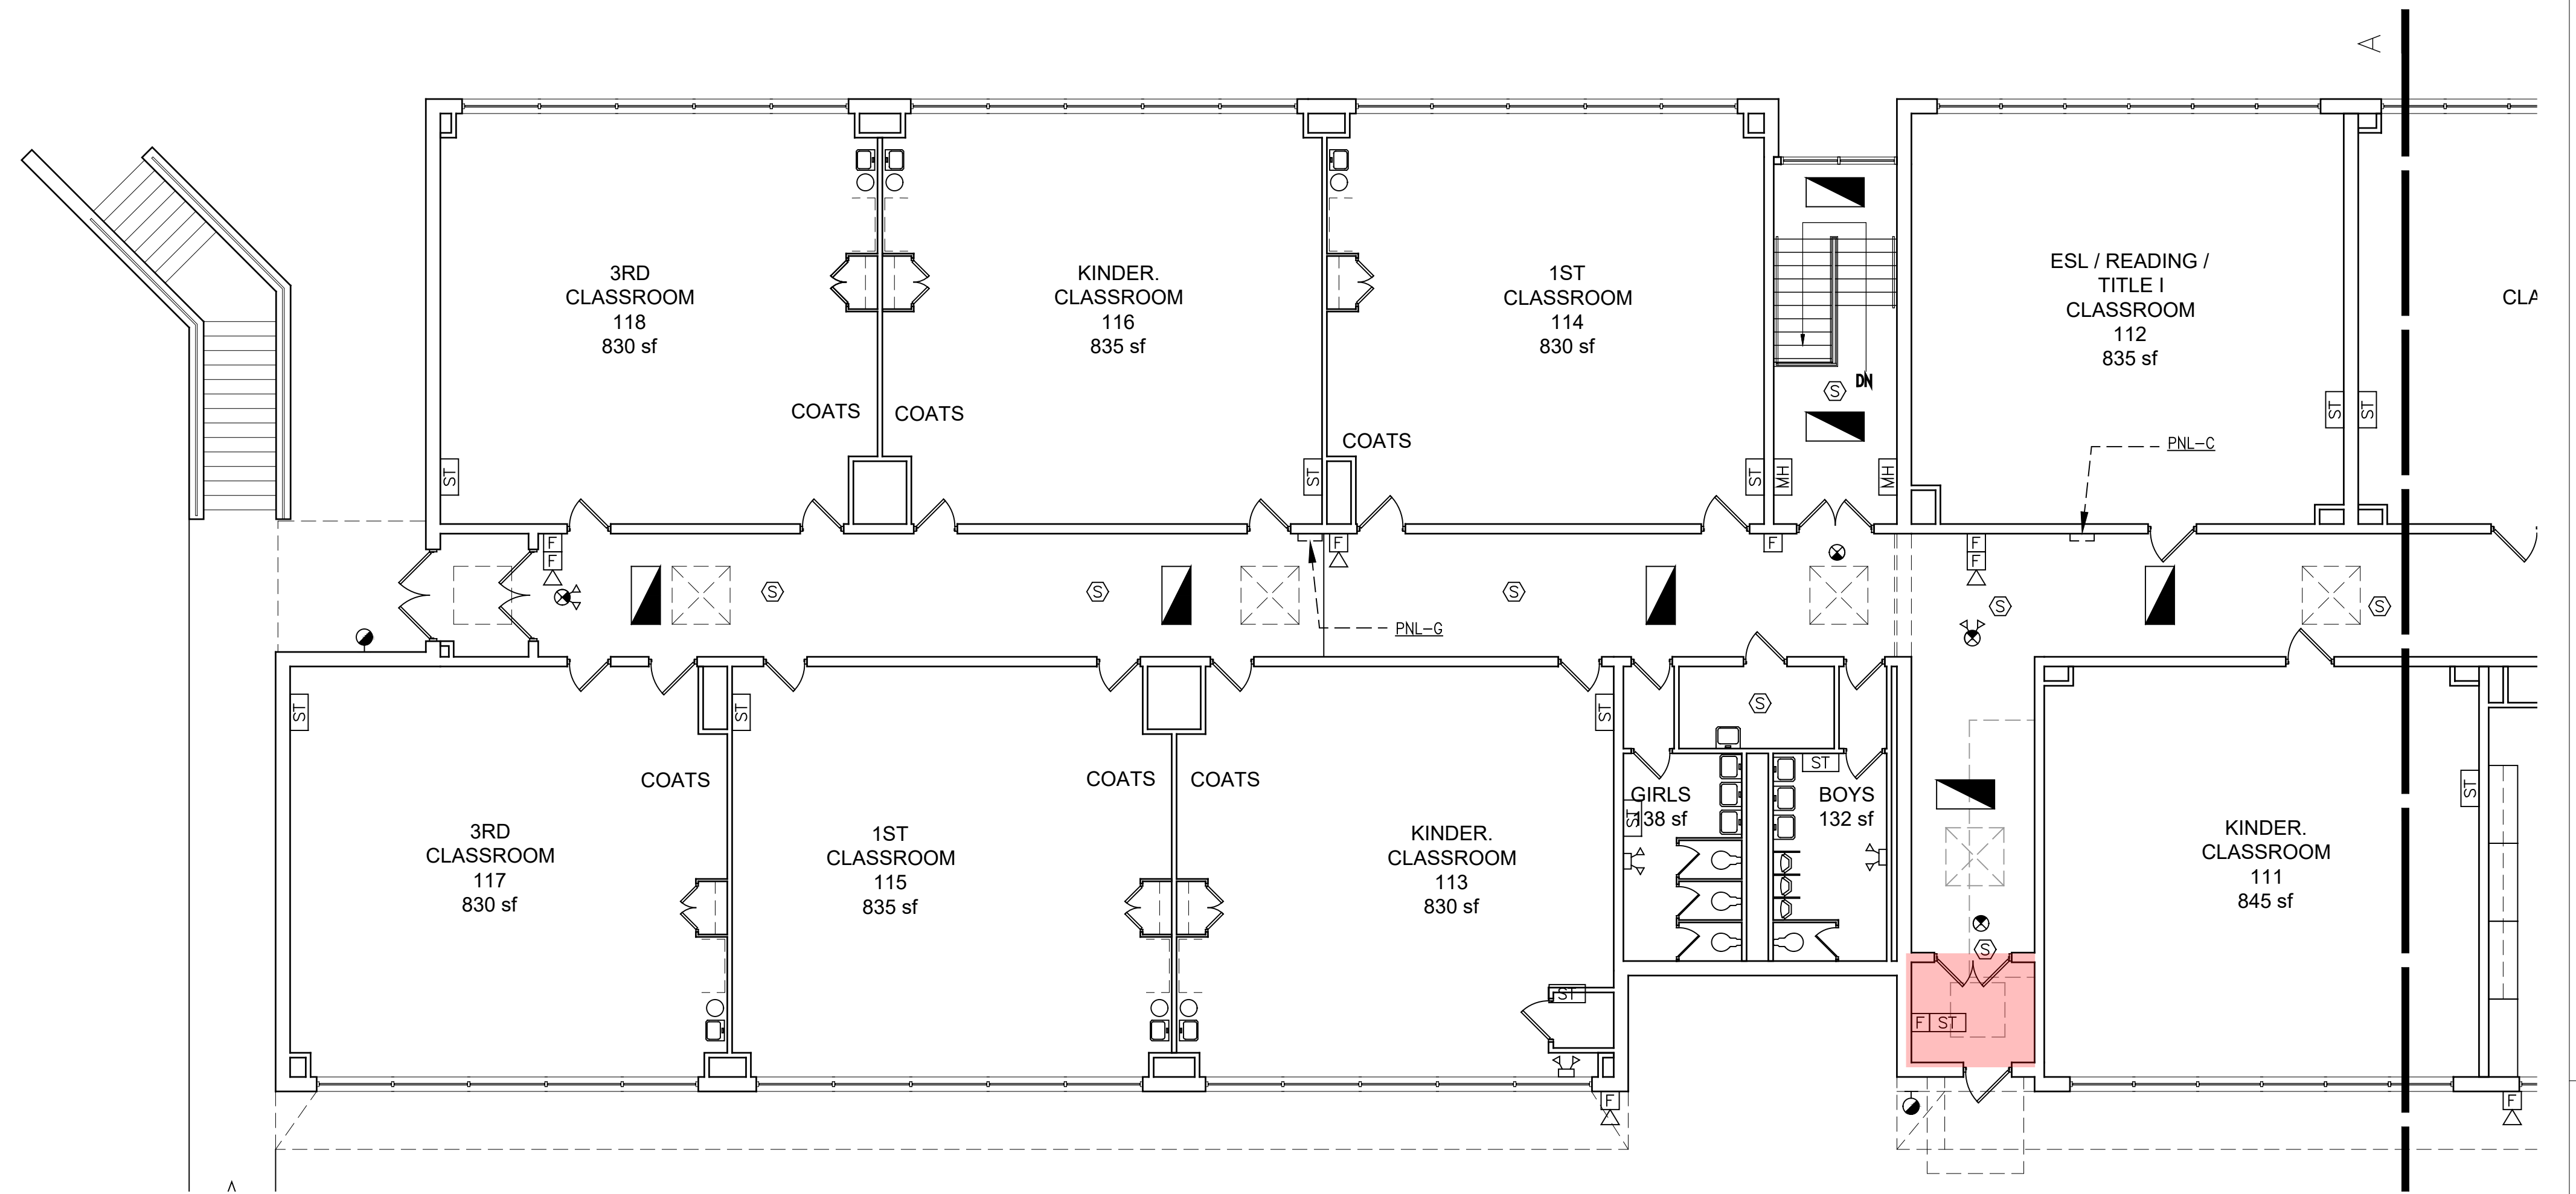 A
3RD
CLASSROOM
118
830 sf
KINDER.
CLASSROOM
116
835 sf
1ST
CLASSROOM
114
830 sf
ESL / READING /
TITLE I
CLASSROOM
112
835 sf
CLA
COATS
COATS
COATS
DN
S
PNL-C
ST
ST
ST
ST
ST
MH
MH
F
F
F
F
F
F
S
S
S
S
S
PNL-G
ST
ST
ST
S
COATS
COATS
COATS
3RD
CLASSROOM
117
830 sf
1ST
CLASSROOM
115
835 sf
KINDER.
CLASSROOM
113
830 sf
GIRLS
138 sf
ST
ST
BOYS
132 sf
KINDER.
CLASSROOM
111
845 sf
ST
S
ST
F ST
F
F